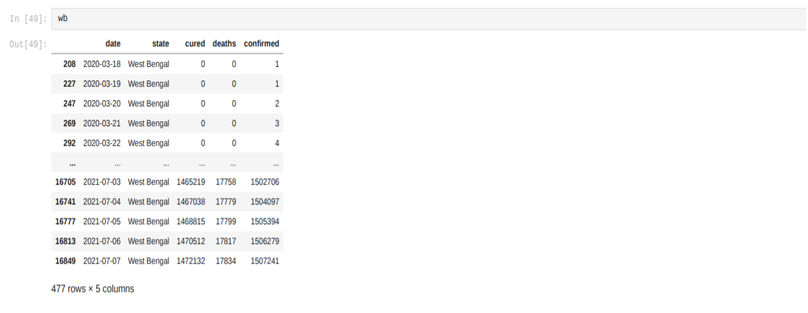 In [49]: wb
Out[49]:
date state cured deaths confirmed
208 2020-03-18 West Bengal 0 0 1
227 2020-03-19 West Bengal 0 0 1
247 2020-03-20 West Bengal 0 0 2
269 2020-03-21 West Bengal 0 0 3
292 2020-03-22 West Bengal 0 0 4
... ... ... ... ... ...
16705 2021-07-03 West Bengal 1465219 17758 1502706
16741 2021-07-04 West Bengal 1467038 17779 1504097
16777 2021-07-05 West Bengal 1468815 17799 1505394
16813 2021-07-06 West Bengal 1470512 17817 1506279
16849 2021-07-07 West Bengal 1472132 17834 1507241
477 rows × 5 columns